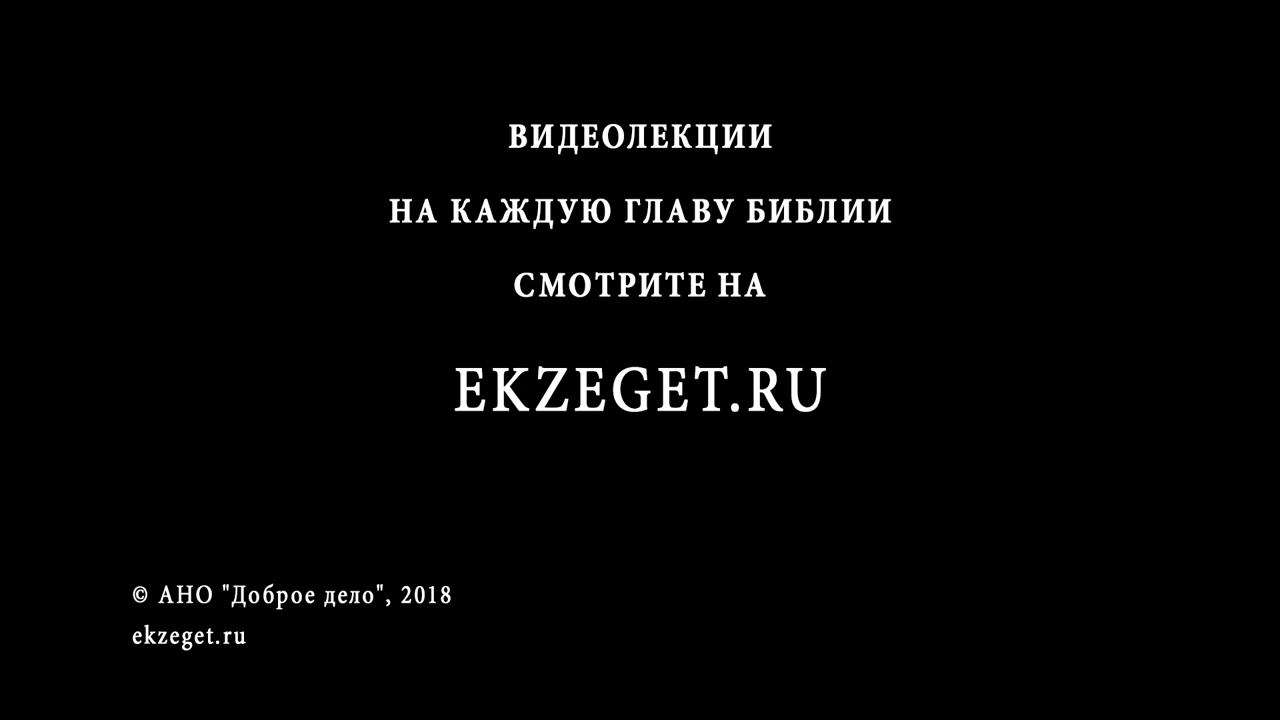 ВИДЕОЛЕКЦИИ
НА КАЖДУЮ ГЛАВУ БИБЛИИ
СМОТРИТЕ НА
EKZEGET.RU
© АНО "Доброе дело", 2018
ekzeget.ru